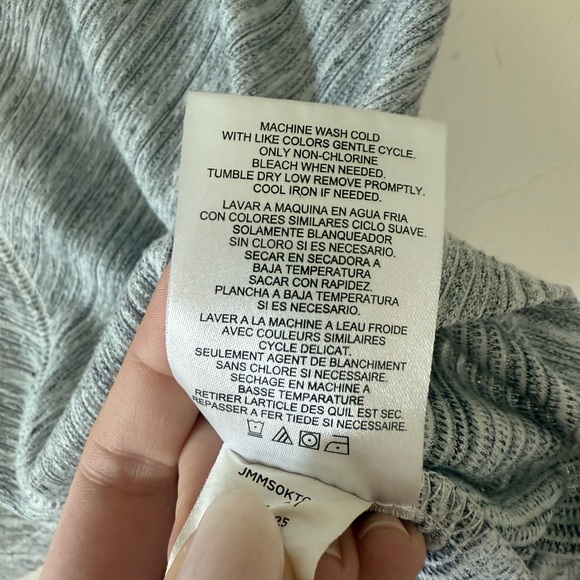 MACHINE WASH COLD
WITH LIKE COLORS GENTLE CYCLE.
ONLY NON-CHLORINE
BLEACH WHEN NEEDED.
TUMBLE DRY LOW REMOVE PROMPTLY.
COOL IRON IF NEEDED.
LAVAR A MAQUINA EN AGUA FRIA
CON COLORES SIMILARES CICLO SUAVE.
SOLAMENTE BLANQUEADOR
SIN CLORO SI ES NECESARIO.
SECAR EN SECADORA A
BAJA TEMPERATURA
SACAR CON RAPIDEZ.
PLANCHA A BAJA TEMPERATURA
SI ES NECESARIO.
LAVER A LA MACHINE A LEAU FROIDE
AVEC COULEURS SIMILAIRES
CYCLE DELICAT.
SEULEMENT AGENT DE BLANCHIMENT
SANS CHLORE SI NECESSAIRE.
SECHAGE EN MACHINE A
BASSE TEMPARATURE
RETIRER LARTICLE DES QUIL EST SEC.
REPASSER A FER TIEDE SI NECESSAIRE.